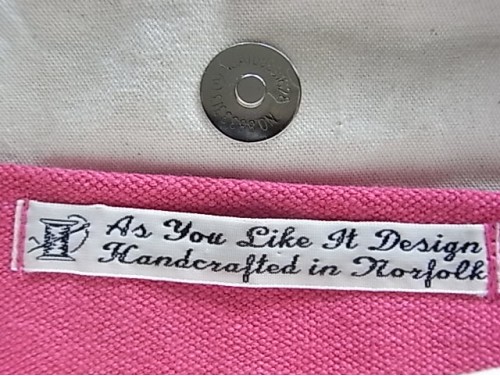 As You Like It Design
Handcrafted in Norfolk